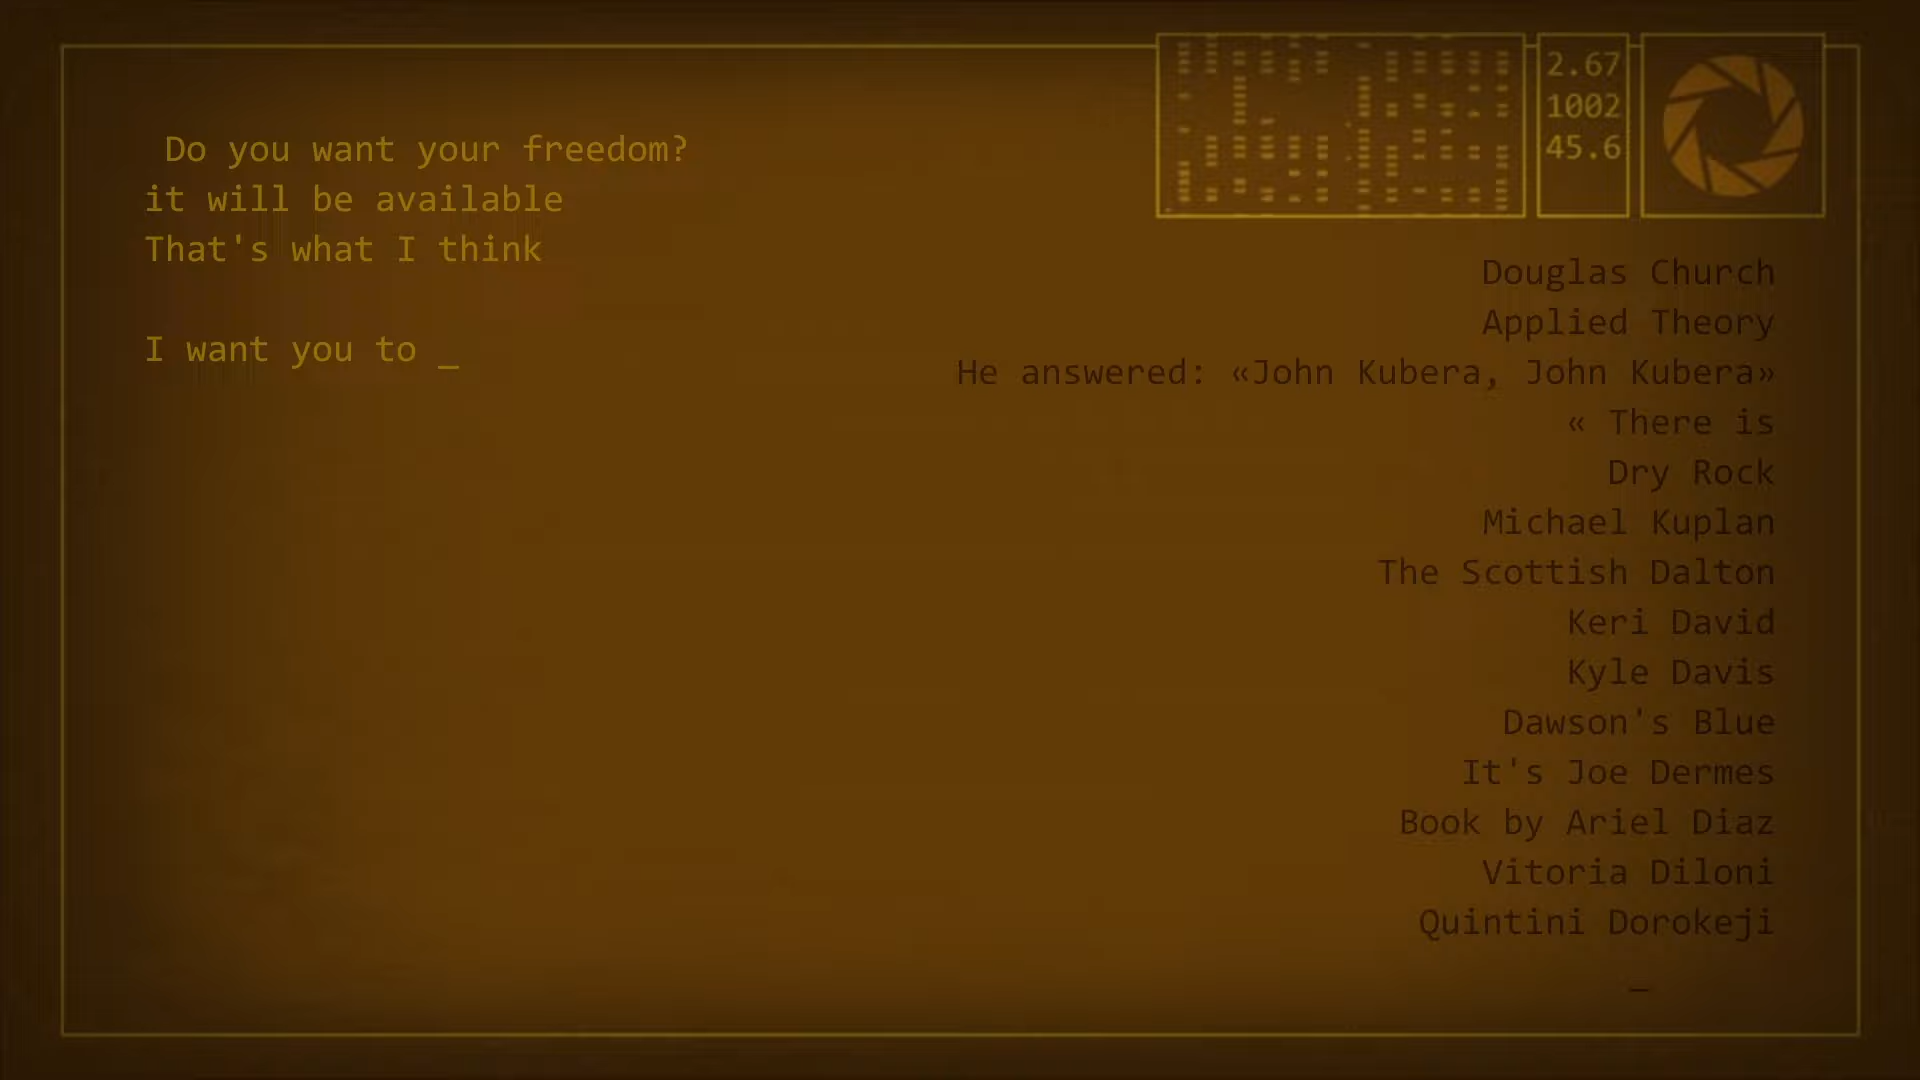 Do you want your freedom?
it will be available
That's what I think
I want you to _
2.67
1002
45.6
Douglas Church
Applied Theory
He answered: «John Kubera, John Kubera»
« There is
Dry Rock
Michael Kuplan
The Scottish Dalton
Keri David
Kyle Davis
Dawson's Blue
It's Joe Dermes
Book by Ariel Diaz
Vitoria Diloni
Quintini Dorokeji
_